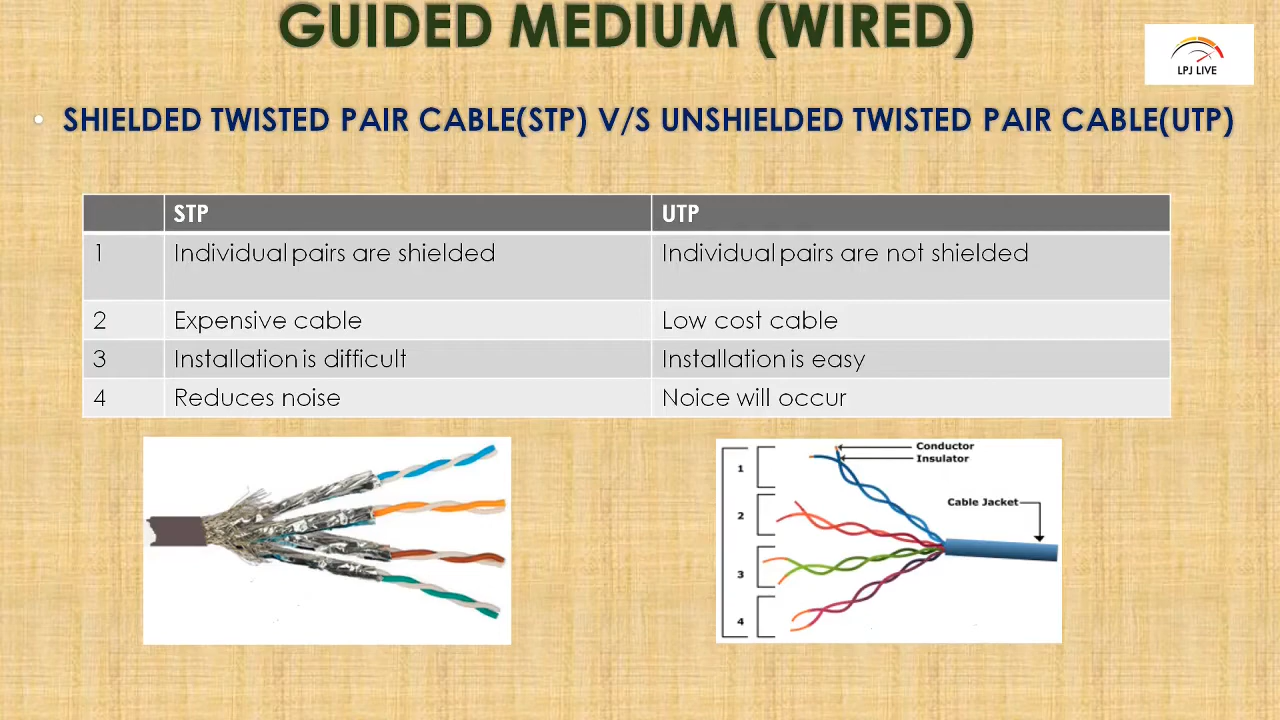 GUIDED MEDIUM (WIRED)
LPJ LIVE
• SHIELDED TWISTED PAIR CABLE(STP) V/S UNSHIELDED TWISTED PAIR CABLE(UTP)
STP UTP
1 Individual pairs are shielded Individual pairs are not shielded
2 Expensive cable Low cost cable
3 Installation is difficult Installation is easy
4 Reduces noise Noice will occur
Conductor
Insulator
1
Cable Jacket
2
3
4